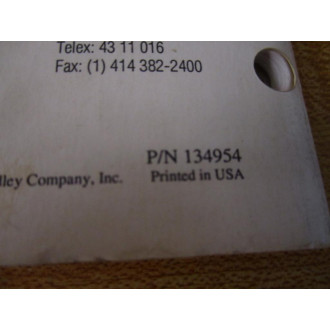 Telex: 43 11 016
Fax: (1) 414 382-2400
P/N 134954
lley Company, Inc. Printed in USA